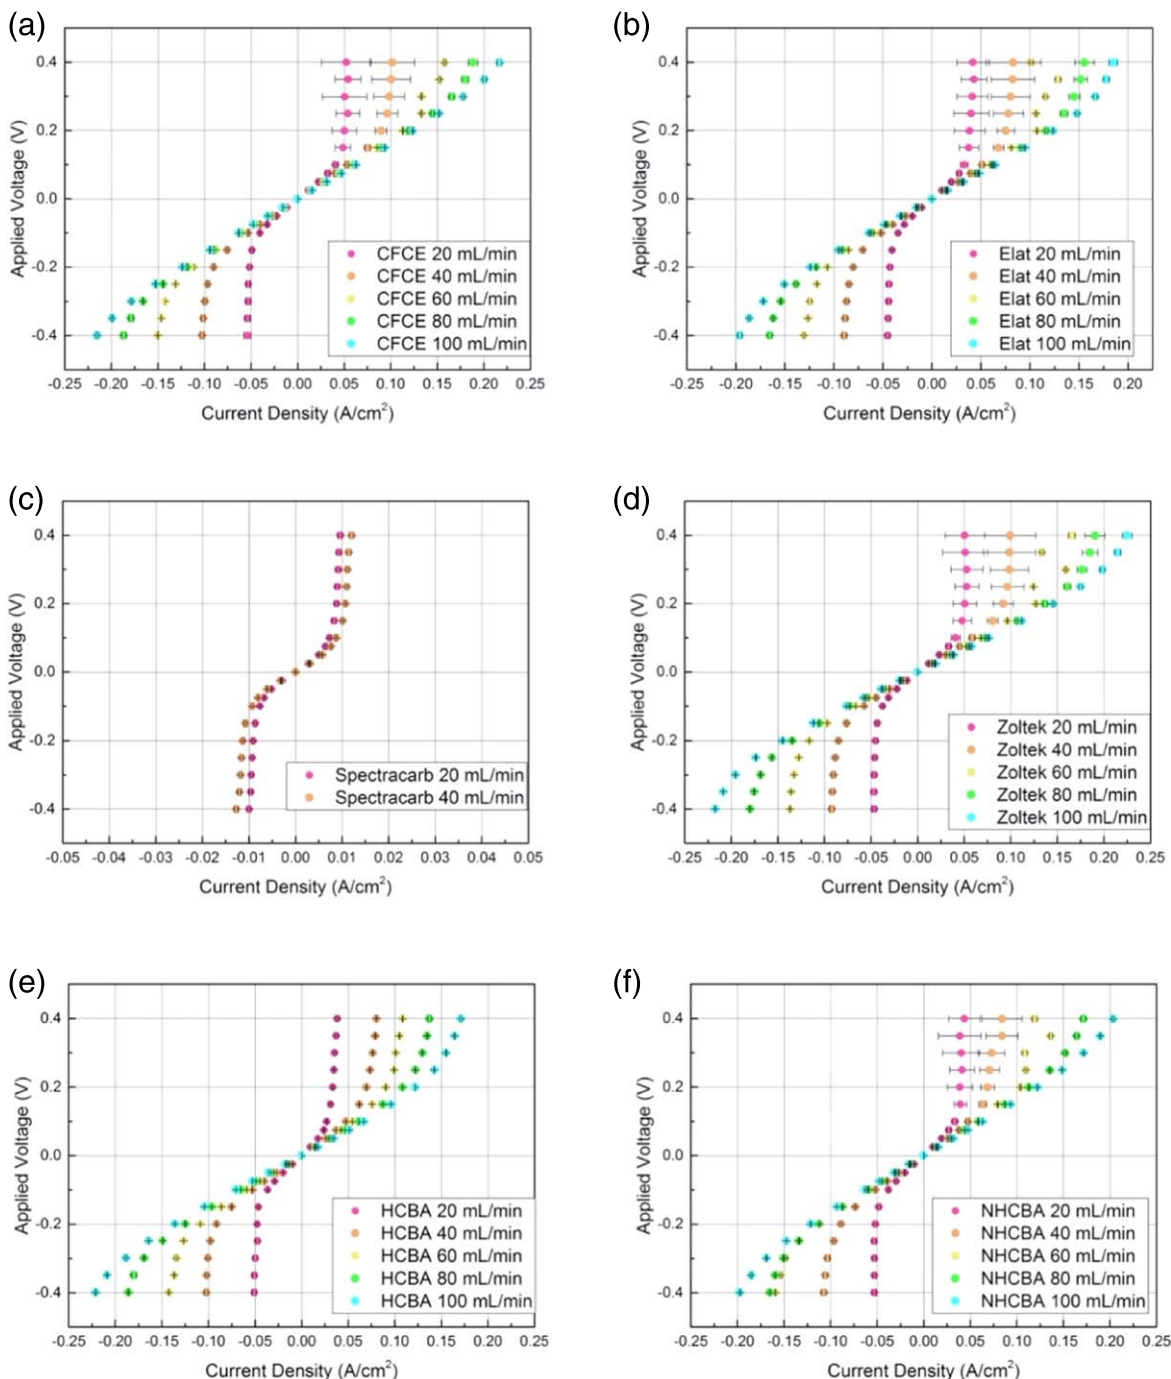 (a)
0.4
0.2
0.0
-0.2
-0.4
Applied Voltage (V)
CFCE 20 mL/min
CFCE 40 mL/min
CFCE 60 mL/min
CFCE 80 mL/min
CFCE 100 mL/min
-0.25 -0.20 -0.15 -0.10 -0.05 0.00 0.05 0.10 0.15 0.20 0.25
Current Density (A/cm²)
(b)
0.4
0.2
0.0
-0.2
-0.4
Applied Voltage (V)
Elat 20 mL/min
Elat 40 mL/min
Elat 60 mL/min
Elat 80 mL/min
Elat 100 mL/min
-0.25 -0.20 -0.15 -0.10 -0.05 0.00 0.05 0.10 0.15 0.20
Current Density (A/cm²)
(c)
0.4
0.2
0.0
-0.2
-0.4
Applied Voltage (V)
Spectracarb 20 mL/min
Spectracarb 40 mL/min
-0.05 -0.04 -0.03 -0.02 -0.01 0.00 0.01 0.02 0.03 0.04 0.05
Current Density (A/cm²)
(d)
0.4
0.2
0.0
-0.2
-0.4
Applied Voltage (V)
Zoltek 20 mL/min
Zoltek 40 mL/min
Zoltek 60 mL/min
Zoltek 80 mL/min
Zoltek 100 mL/min
-0.25 -0.20 -0.15 -0.10 -0.05 0.00 0.05 0.10 0.15 0.20 0.25
Current Density (A/cm²)
(e)
0.4
0.2
0.0
-0.2
-0.4
Applied Voltage (V)
HCBA 20 mL/min
HCBA 40 mL/min
HCBA 60 mL/min
HCBA 80 mL/min
HCBA 100 mL/min
-0.25 -0.20 -0.15 -0.10 -0.05 0.00 0.05 0.10 0.15 0.20 0.25
Current Density (A/cm²)
(f)
0.4
0.2
0.0
-0.2
-0.4
Applied Voltage (V)
NHCBA 20 mL/min
NHCBA 40 mL/min
NHCBA 60 mL/min
NHCBA 80 mL/min
NHCBA 100 mL/min
-0.25 -0.20 -0.15 -0.10 -0.05 0.00 0.05 0.10 0.15 0.20 0.25
Current Density (A/cm²)